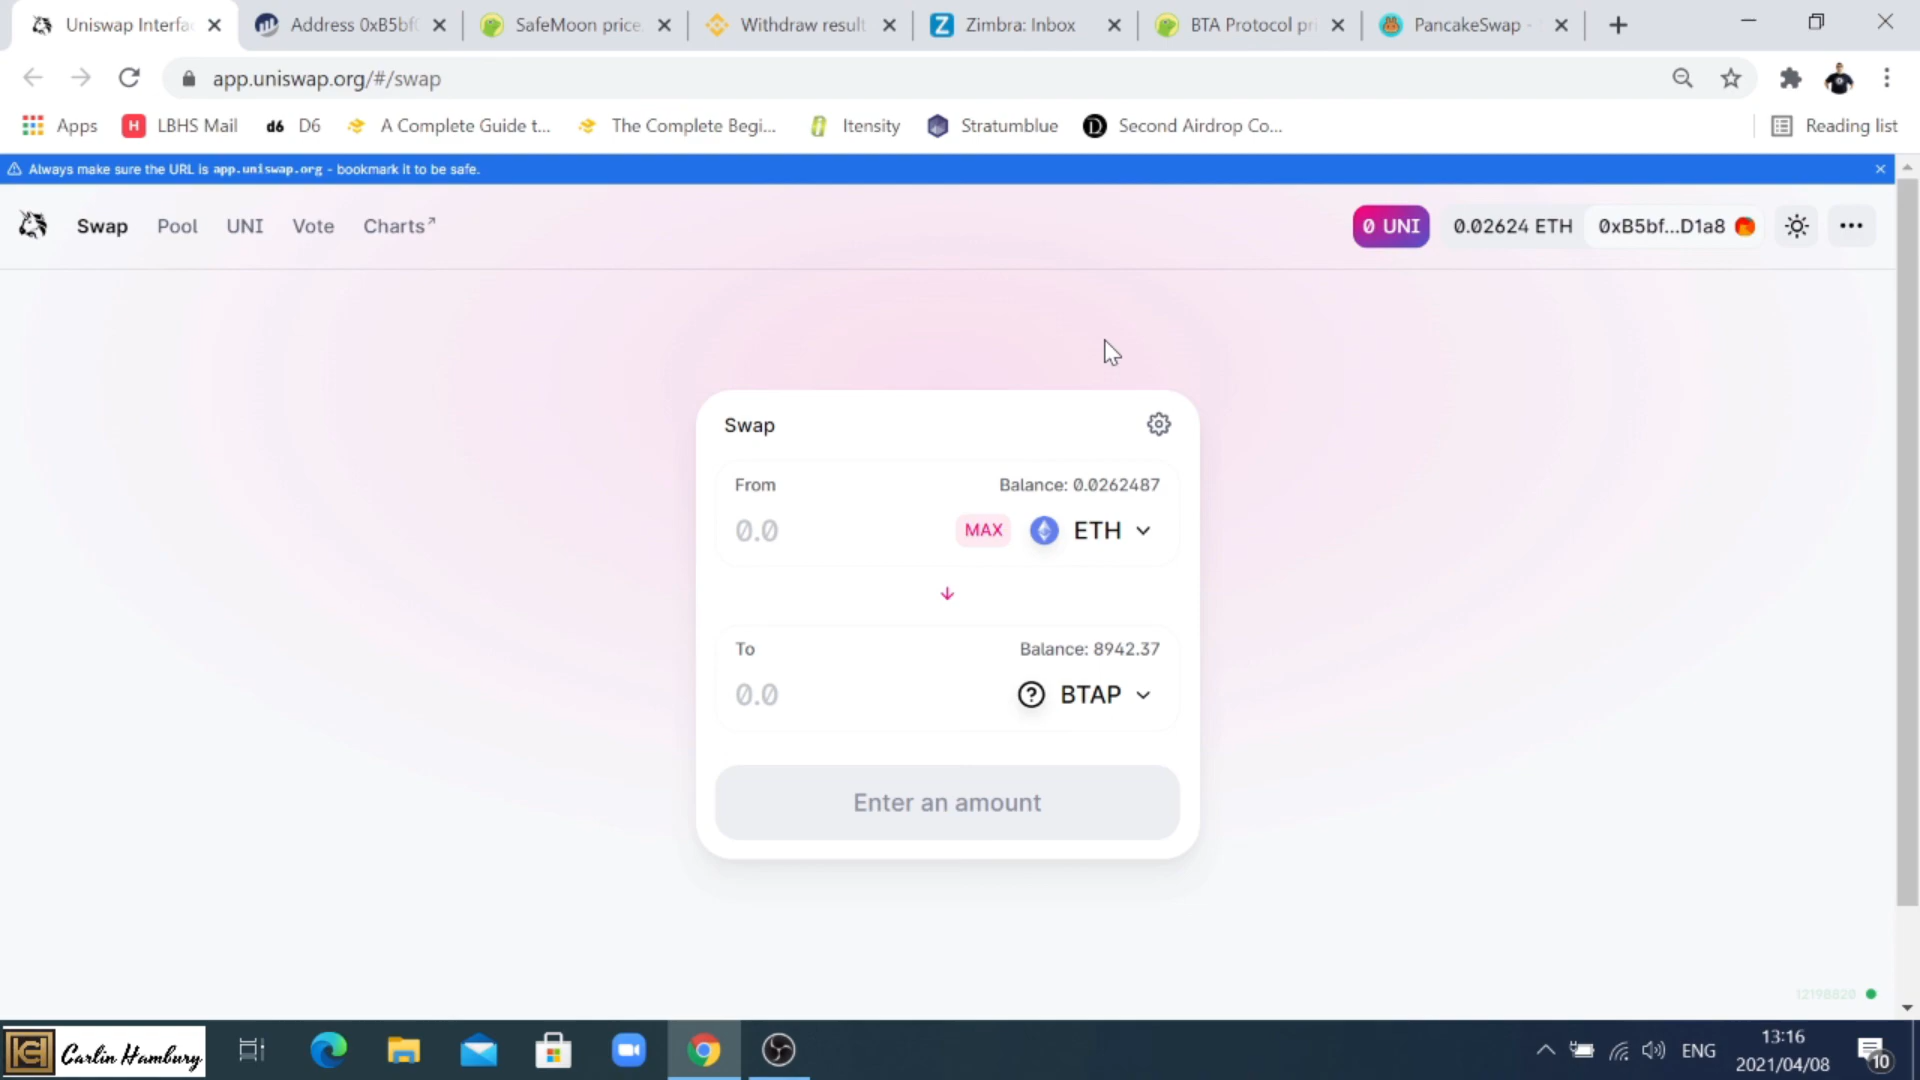 Uniswap Interfac
Address 0xB5bf0
SafeMoon price
Withdraw result
Zimbra: Inbox
BTA Protocol pri
PancakeSwap -
app.uniswap.org/#/swap
Apps
LBHS Mail
d6 D6
A Complete Guide t...
The Complete Begi...
Itensity
Stratumblue
Second Airdrop Co...
Reading list
Always make sure the URL is app.uniswap.org - bookmark it to be safe.
Swap
Pool
UNI
Vote
Charts↗
0 UNI
0.02624 ETH
0xB5bf...D1a8
Swap
From
Balance: 0.0262487
0.0
MAX
ETH
To
Balance: 8942.37
0.0
BTAP
Enter an amount
12198820
Carlin Hambury
ENG
13:16
2021/04/08
10